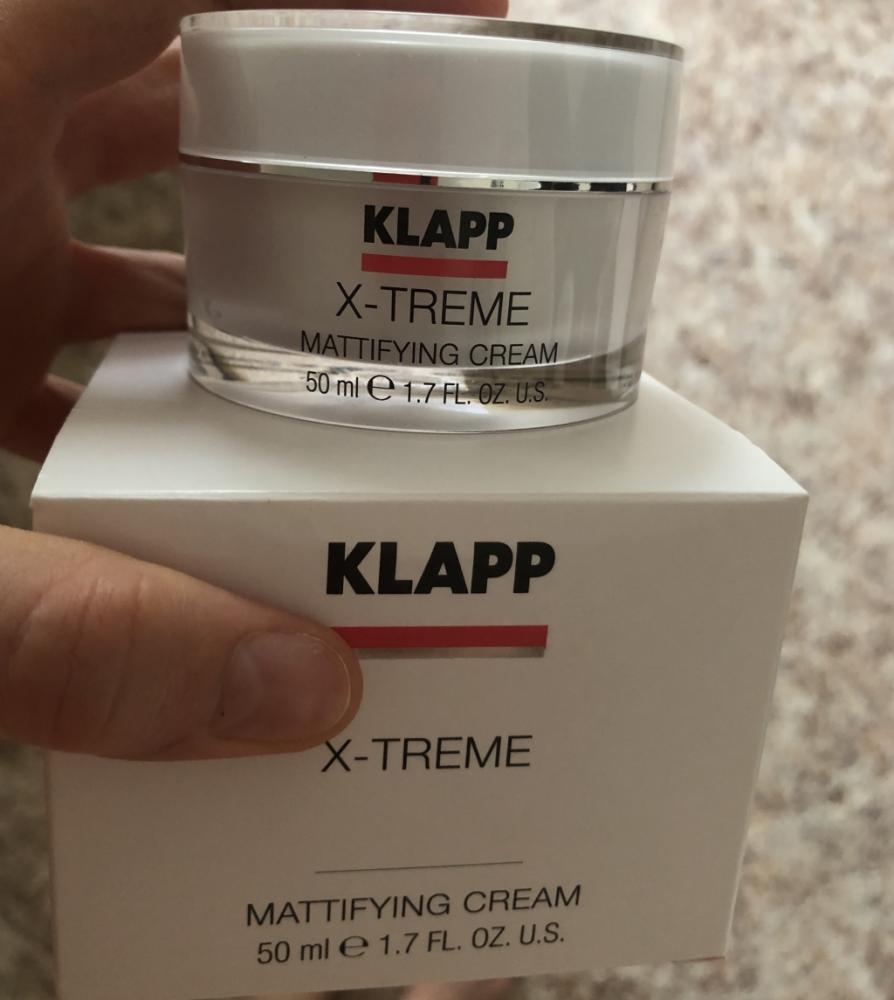 KLAPP
X-TREME
MATTIFYING CREAM
50 ml ℮ 1.7 FL. OZ. U.S.
KLAPP
X-TREME
MATTIFYING CREAM
50 ml ℮ 1.7 FL. OZ. U.S.